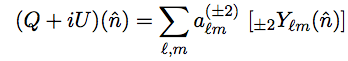 (Q + iU)(n̂) = ∑_{ℓ,m} a_{ℓm}^{(±2)} [_{±2}Y_{ℓm}(n̂)]